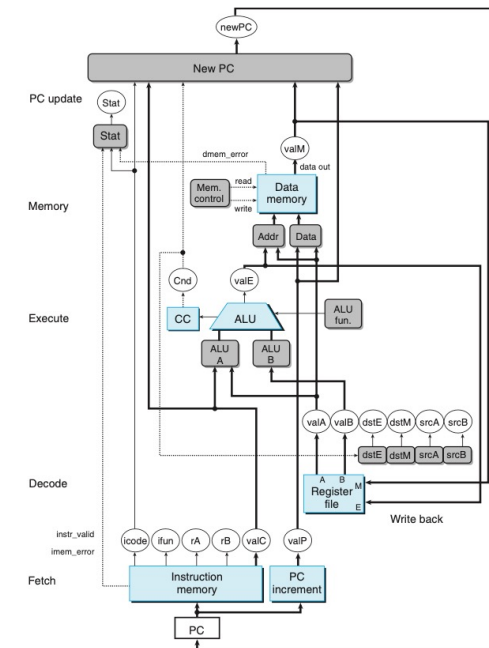 newPC
New PC
PC update
Stat
Stat
valM
dmem_error
data out
read
Mem.
control
Data
memory
write
Memory
Addr
Data
Cnd
valE
ALU
fun.
CC
ALU
Execute
ALU
A
ALU
B
valA
valB
dstE
dstM
srcA
srcB
dstE
dstM
srcA
srcB
A
B
M
Register
file
E
Decode
Write back
instr_valid
imem_error
icode
ifun
rA
rB
valC
valP
Fetch
Instruction
memory
PC
increment
PC